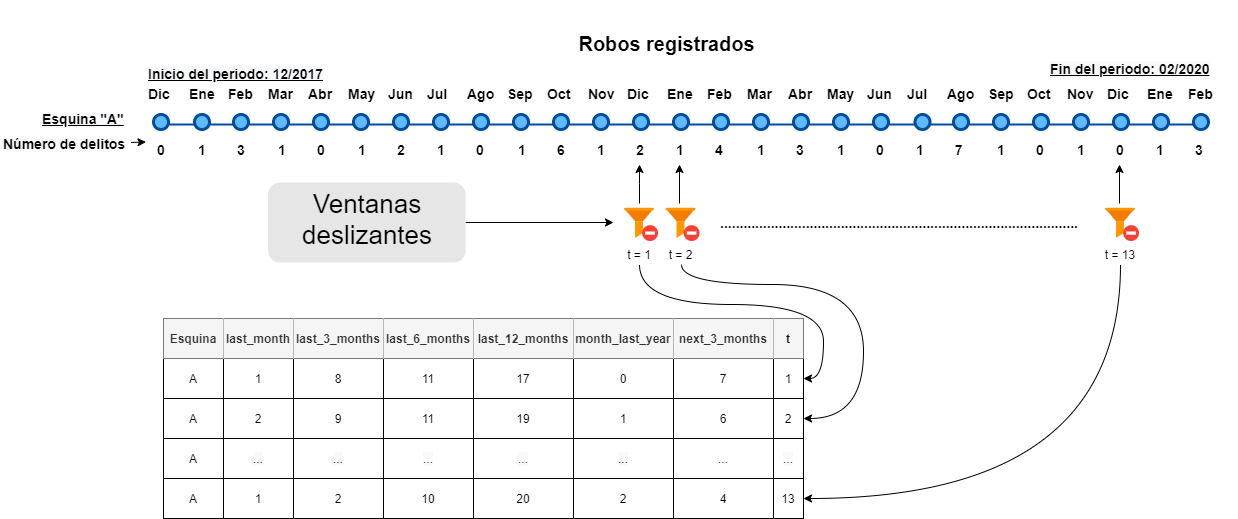 Robos registrados
Inicio del periodo: 12/2017
Fin del periodo: 02/2020
Dic Ene Feb Mar Abr May Jun Jul Ago Sep Oct Nov Dic Ene Feb Mar Abr May Jun Jul Ago Sep Oct Nov Dic Ene Feb
Esquina "A"
Número de delitos 0 1 3 1 0 1 2 1 0 1 6 1 2 1 4 1 3 1 0 1 7 1 0 1 0 1 3
Ventanas
deslizantes
t = 1 t = 2 t = 13
Esquina last_month last_3_months last_6_months last_12_months month_last_year next_3_months t
A 1 8 11 17 0 7 1
A 2 9 11 19 1 6 2
A ... ... ... ... ... ... ...
A 1 2 10 20 2 4 13